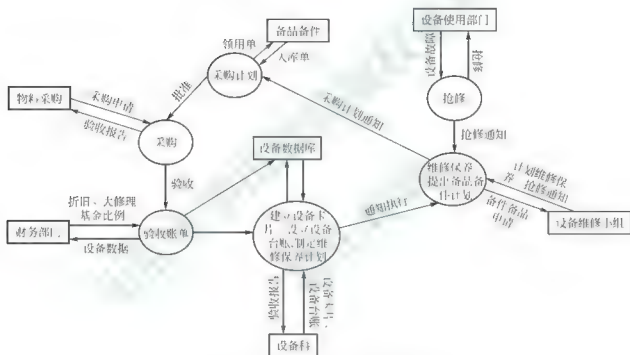 备品备件
设备使用部门
领用单
入库单
采购计划
批准
设备故障
抢修
抢修
物料采购
采购申请
验收报告
采购
采购计划通知
抢修通知
设备数据库
验收
维修保养
提出备品备
件计划
计划维修保
养、抢修通知
折旧、大修理
基金比例
备件备品
申请
设备维修小组
财务部门
设备数据
验收账单
建立设备卡
片、设立设备
台账、制定维
修保养计划
通知执行
验收报告
设备卡片、
设备台账
设备科